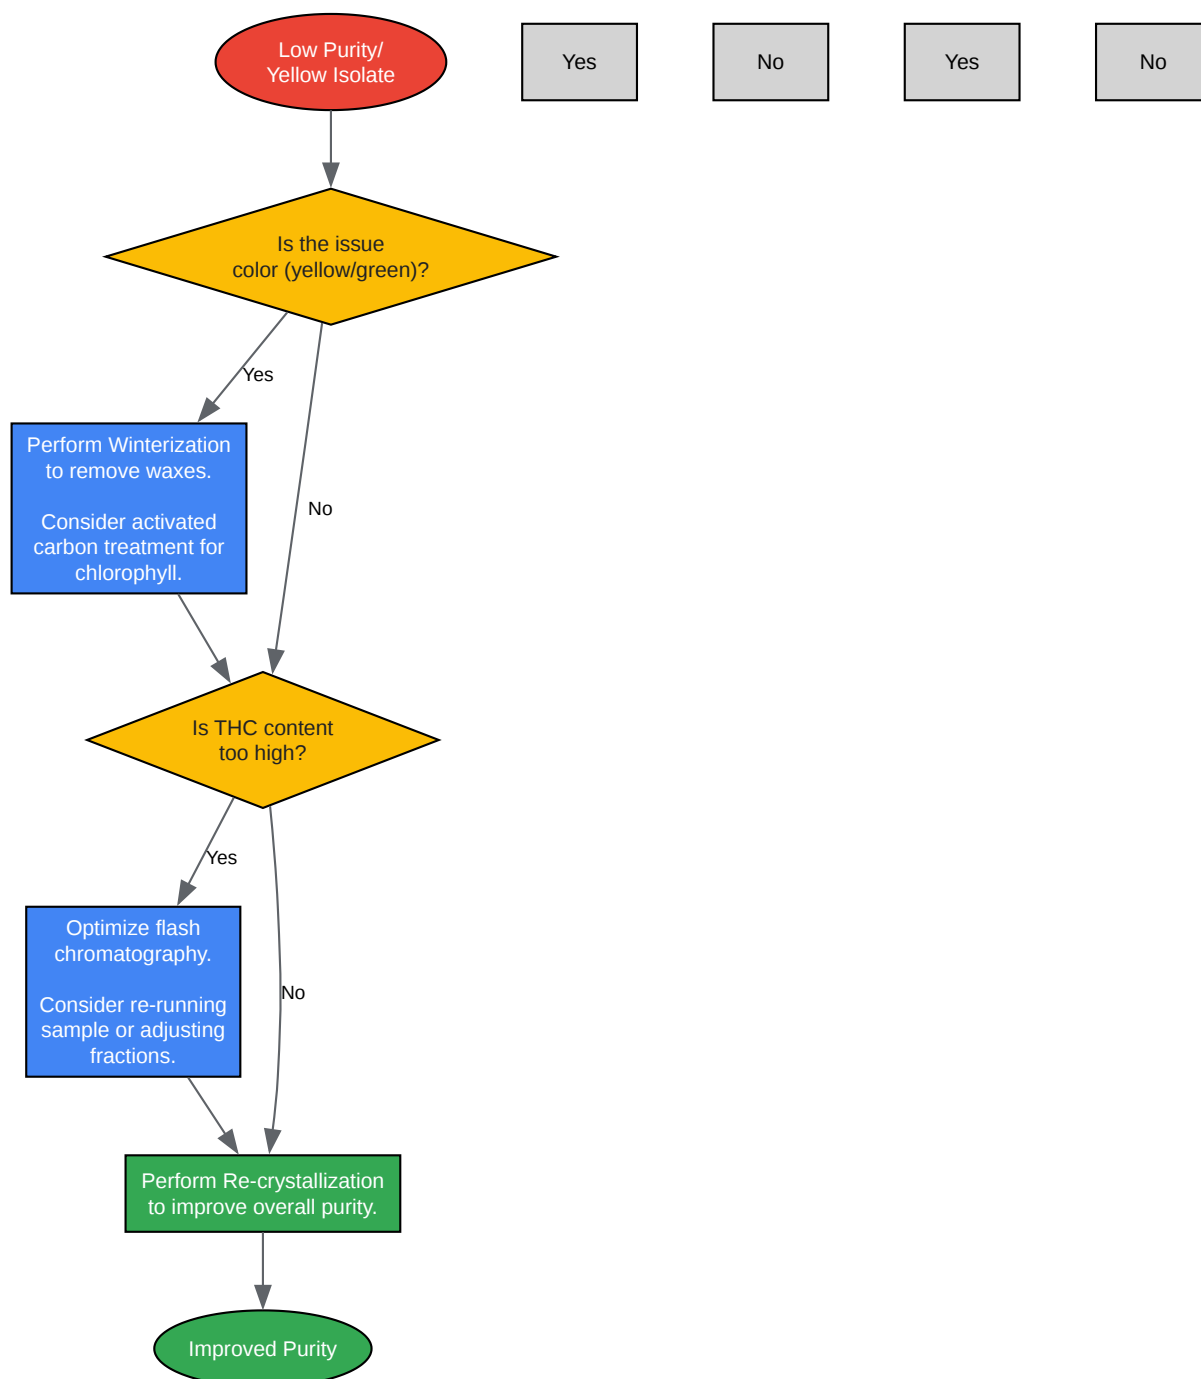 Low Purity/
Yellow Isolate
Yes
No
Yes
No
Is the issue
color (yellow/green)?
Yes
Perform Winterization
to remove waxes.
Consider activated
carbon treatment for
chlorophyll.
No
Is THC content
too high?
Yes
Optimize flash
chromatography.
Consider re-running
sample or adjusting
fractions.
No
Perform Re-crystallization
to improve overall purity.
Improved Purity